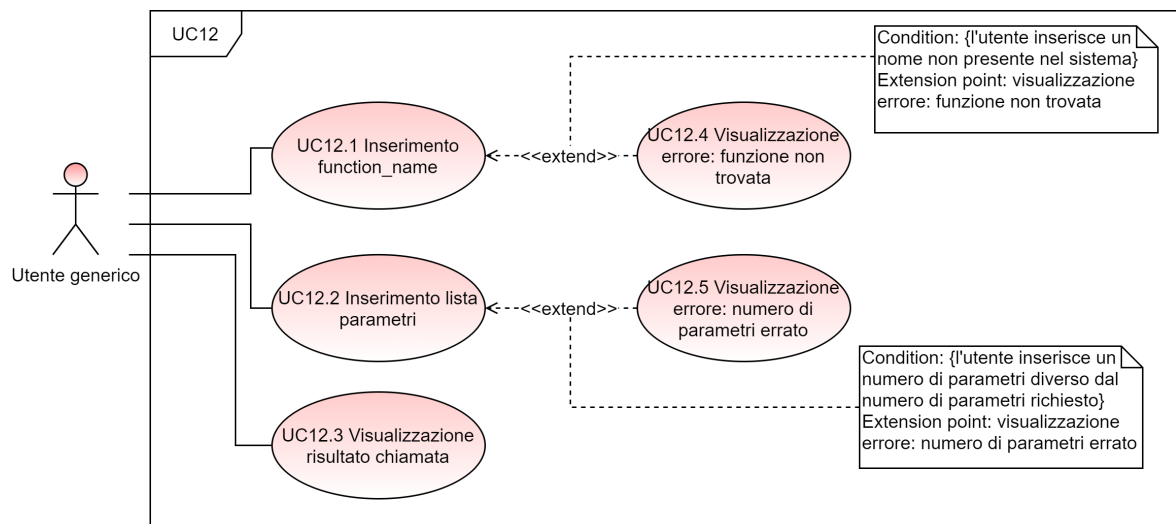 UC12
Condition: {l'utente inserisce un
nome non presente nel sistema}
Extension point: visualizzazione
errore: funzione non trovata
UC12.1 Inserimento
function_name
<<extend>>
UC12.4 Visualizzazione
errore: funzione non
trovata
Utente generico
UC12.2 Inserimento lista
parametri
<<extend>>
UC12.5 Visualizzazione
errore: numero di
parametri errato
Condition: {l'utente inserisce un
numero di parametri diverso dal
numero di parametri richiesto}
Extension point: visualizzazione
errore: numero di parametri errato
UC12.3 Visualizzazione
risultato chiamata